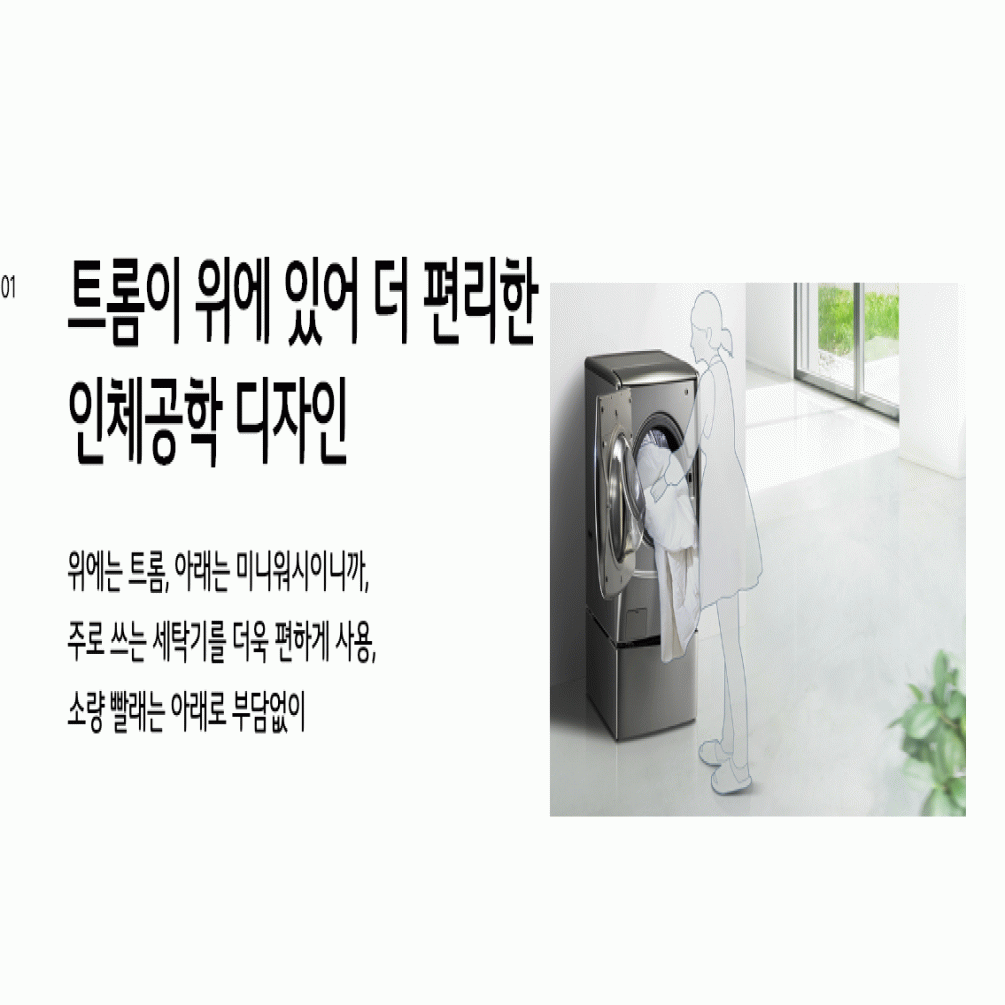 01
트롬이 위에 있어 더 편리한
인체공학 디자인
위에는 트롬, 아래는 미니워시이니까,
주로 쓰는 세탁기를 더욱 편하게 사용,
소량 빨래는 아래로 부담없이